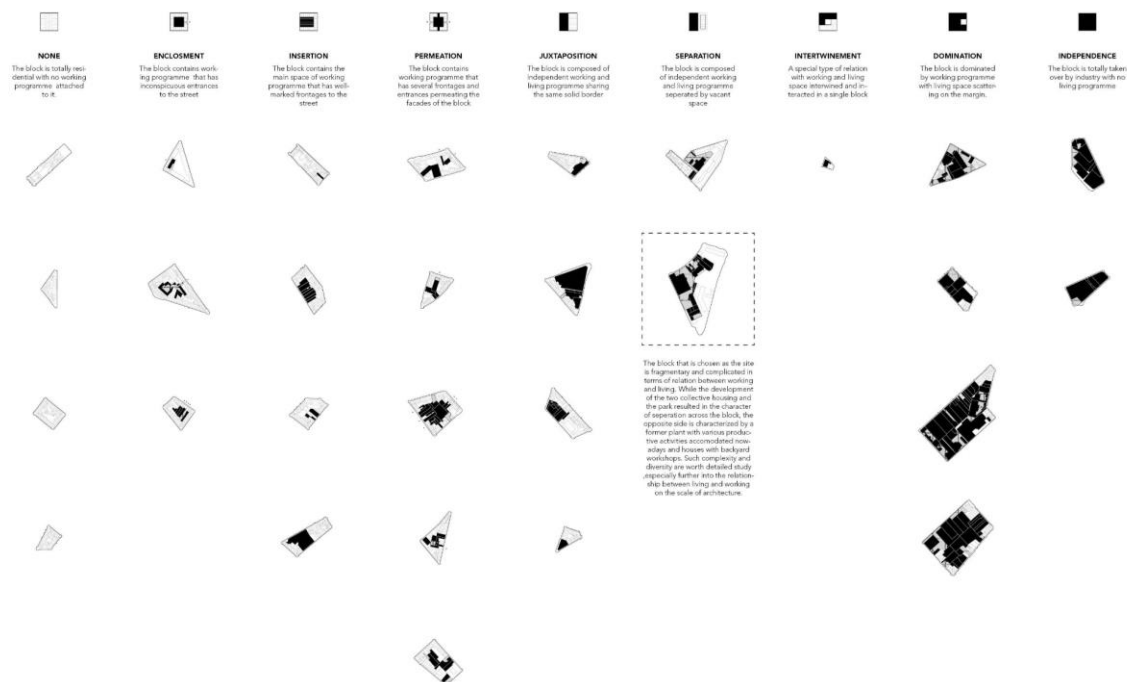 NONE
The block is totally resi-
dential with no working
programme attached
to it.
ENCLOSMENT
The block contains work-
ing programme that has
inconspicuous entrances
to the street
INSERTION
The block contains the
main space of working
programme that has well-
marked frontages to the
street
PERMEATION
The block contains
working programme that
has several frontages and
entrances permeating the
facades of the block
JUXTAPOSITION
The block is composed of
independent working and
living programme sharing
the same solid border
SEPARATION
The block is composed
of independent working
and living programme
seperated by vacant
space
INTERTWINEMENT
A special type of relation
with working and living
space interwined and in-
teracted in a single block
DOMINATION
The block is dominated
by working programme
with living space scatter-
ing on the margin.
INDEPENDENCE
The block is totally taken
over by industry with no
living programme
The block that is chosen as the site
is fragmentary and complicated in
terms of relation between working
and living. While the development
of the two collective housing and
the park resulted in the character
of seperation across the block, the
opposite side is characterized by a
former plant with various produc-
tive activities accomodated now-
adays and houses with backyard
workshops. Such complexity and
diversity are worth detailed study
,especially further into the relation-
ship between living and working
on the scale of architecture.